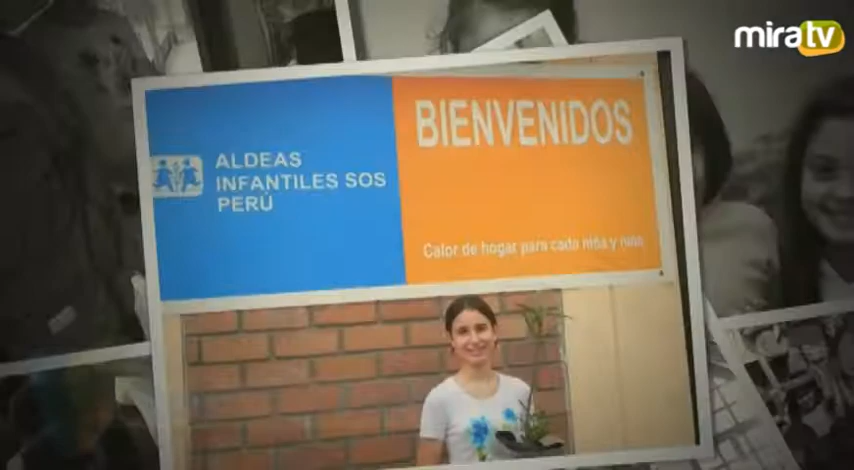 miratv
BIENVENIDOS
ALDEAS
INFANTILES SOS
PERÚ
Calor de hogar para cada niña y niño